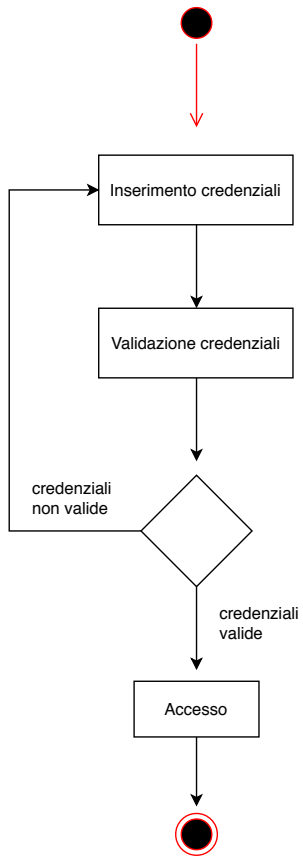 Inserimento credenziali
Validazione credenziali
credenziali
non valide
credenziali
valide
Accesso